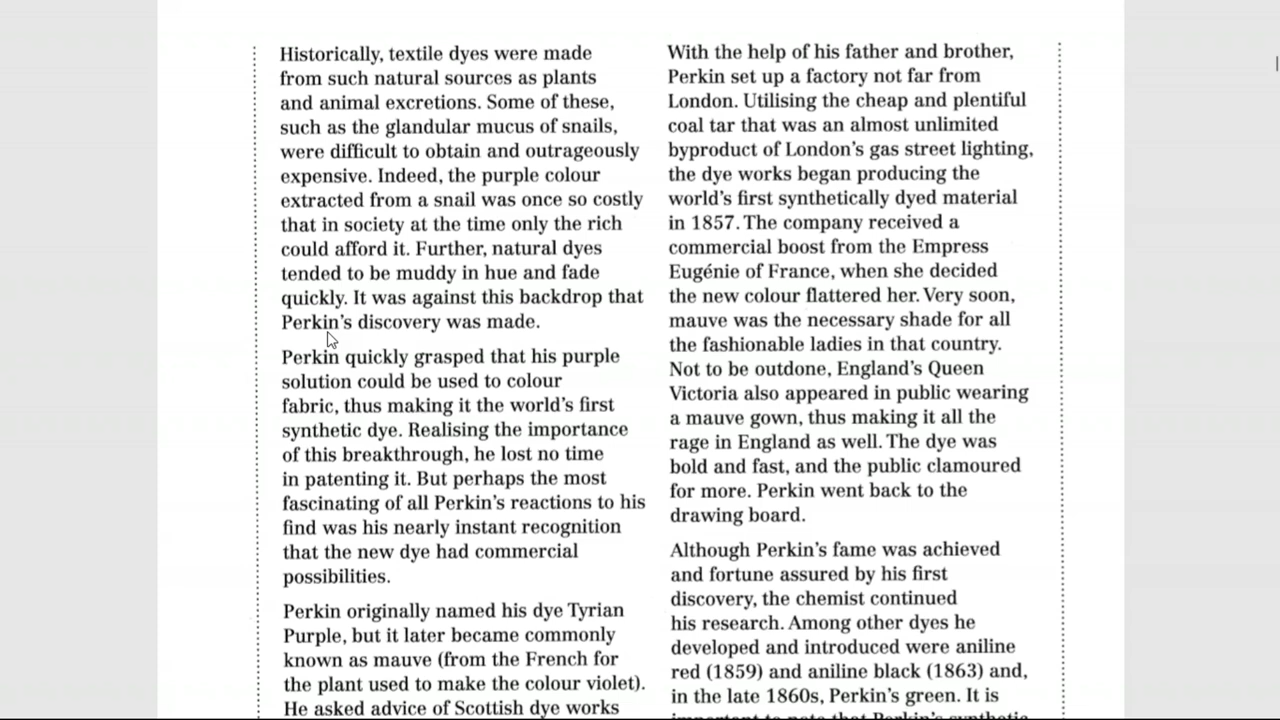 Historically, textile dyes were made
from such natural sources as plants
and animal excretions. Some of these,
such as the glandular mucus of snails,
were difficult to obtain and outrageously
expensive. Indeed, the purple colour
extracted from a snail was once so costly
that in society at the time only the rich
could afford it. Further, natural dyes
tended to be muddy in hue and fade
quickly. It was against this backdrop that
Perkin's discovery was made.
Perkin quickly grasped that his purple
solution could be used to colour
fabric, thus making it the world's first
synthetic dye. Realising the importance
of this breakthrough, he lost no time
in patenting it. But perhaps the most
fascinating of all Perkin's reactions to his
find was his nearly instant recognition
that the new dye had commercial
possibilities.
Perkin originally named his dye Tyrian
Purple, but it later became commonly
known as mauve (from the French for
the plant used to make the colour violet).
He asked advice of Scottish dye works
With the help of his father and brother,
Perkin set up a factory not far from
London. Utilising the cheap and plentiful
coal tar that was an almost unlimited
byproduct of London's gas street lighting,
the dye works began producing the
world's first synthetically dyed material
in 1857. The company received a
commercial boost from the Empress
Eugénie of France, when she decided
the new colour flattered her. Very soon,
mauve was the necessary shade for all
the fashionable ladies in that country.
Not to be outdone, England's Queen
Victoria also appeared in public wearing
a mauve gown, thus making it all the
rage in England as well. The dye was
bold and fast, and the public clamoured
for more. Perkin went back to the
drawing board.
Although Perkin's fame was achieved
and fortune assured by his first
discovery, the chemist continued
his research. Among other dyes he
developed and introduced were aniline
red (1859) and aniline black (1863) and,
in the late 1860s, Perkin's green. It is
important to note that Perkin's synthetic